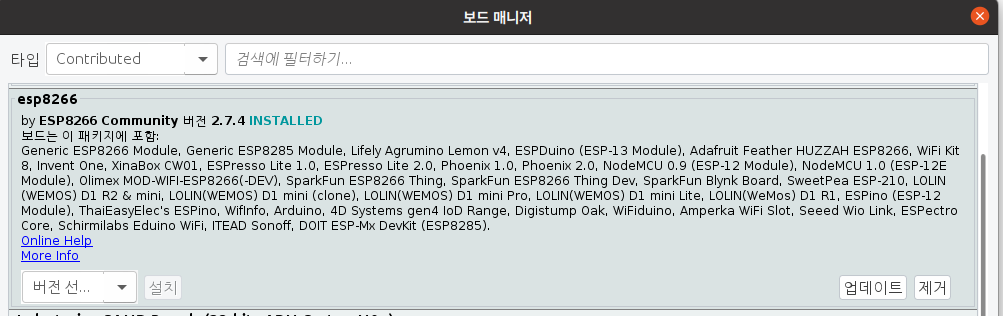 보드 매니저
타입 Contributed 검색에 필터하기...
esp8266
by ESP8266 Community 버전 2.7.4 INSTALLED
보드는 이 패키지에 포함:
Generic ESP8266 Module, Generic ESP8285 Module, Lifely Agrumino Lemon v4, ESPDuino (ESP-13 Module), Adafruit Feather HUZZAH ESP8266, WiFi Kit
8, Invent One, XinaBox CW01, ESPresso Lite 1.0, ESPresso Lite 2.0, Phoenix 1.0, Phoenix 2.0, NodeMCU 0.9 (ESP-12 Module), NodeMCU 1.0 (ESP-12E
Module), Olimex MOD-WIFI-ESP8266(-DEV), SparkFun ESP8266 Thing, SparkFun ESP8266 Thing Dev, SparkFun Blynk Board, SweetPea ESP-210, LOLIN
(WEMOS) D1 R2 & mini, LOLIN(WEMOS) D1 mini (clone), LOLIN(WEMOS) D1 mini Pro, LOLIN(WEMOS) D1 mini Lite, LOLIN(WeMos) D1 R1, ESPino (ESP-12
Module), ThaiEasyElec's ESPino, WifInfo, Arduino, 4D Systems gen4 IoD Range, Digistump Oak, WiFiduino, Amperka WiFi Slot, Seeed Wio Link, ESPectro
Core, Schirmilabs Eduino WiFi, ITEAD Sonoff, DOIT ESP-Mx DevKit (ESP8285).
Online Help
More Info
버전 선... 설치 업데이트 제거